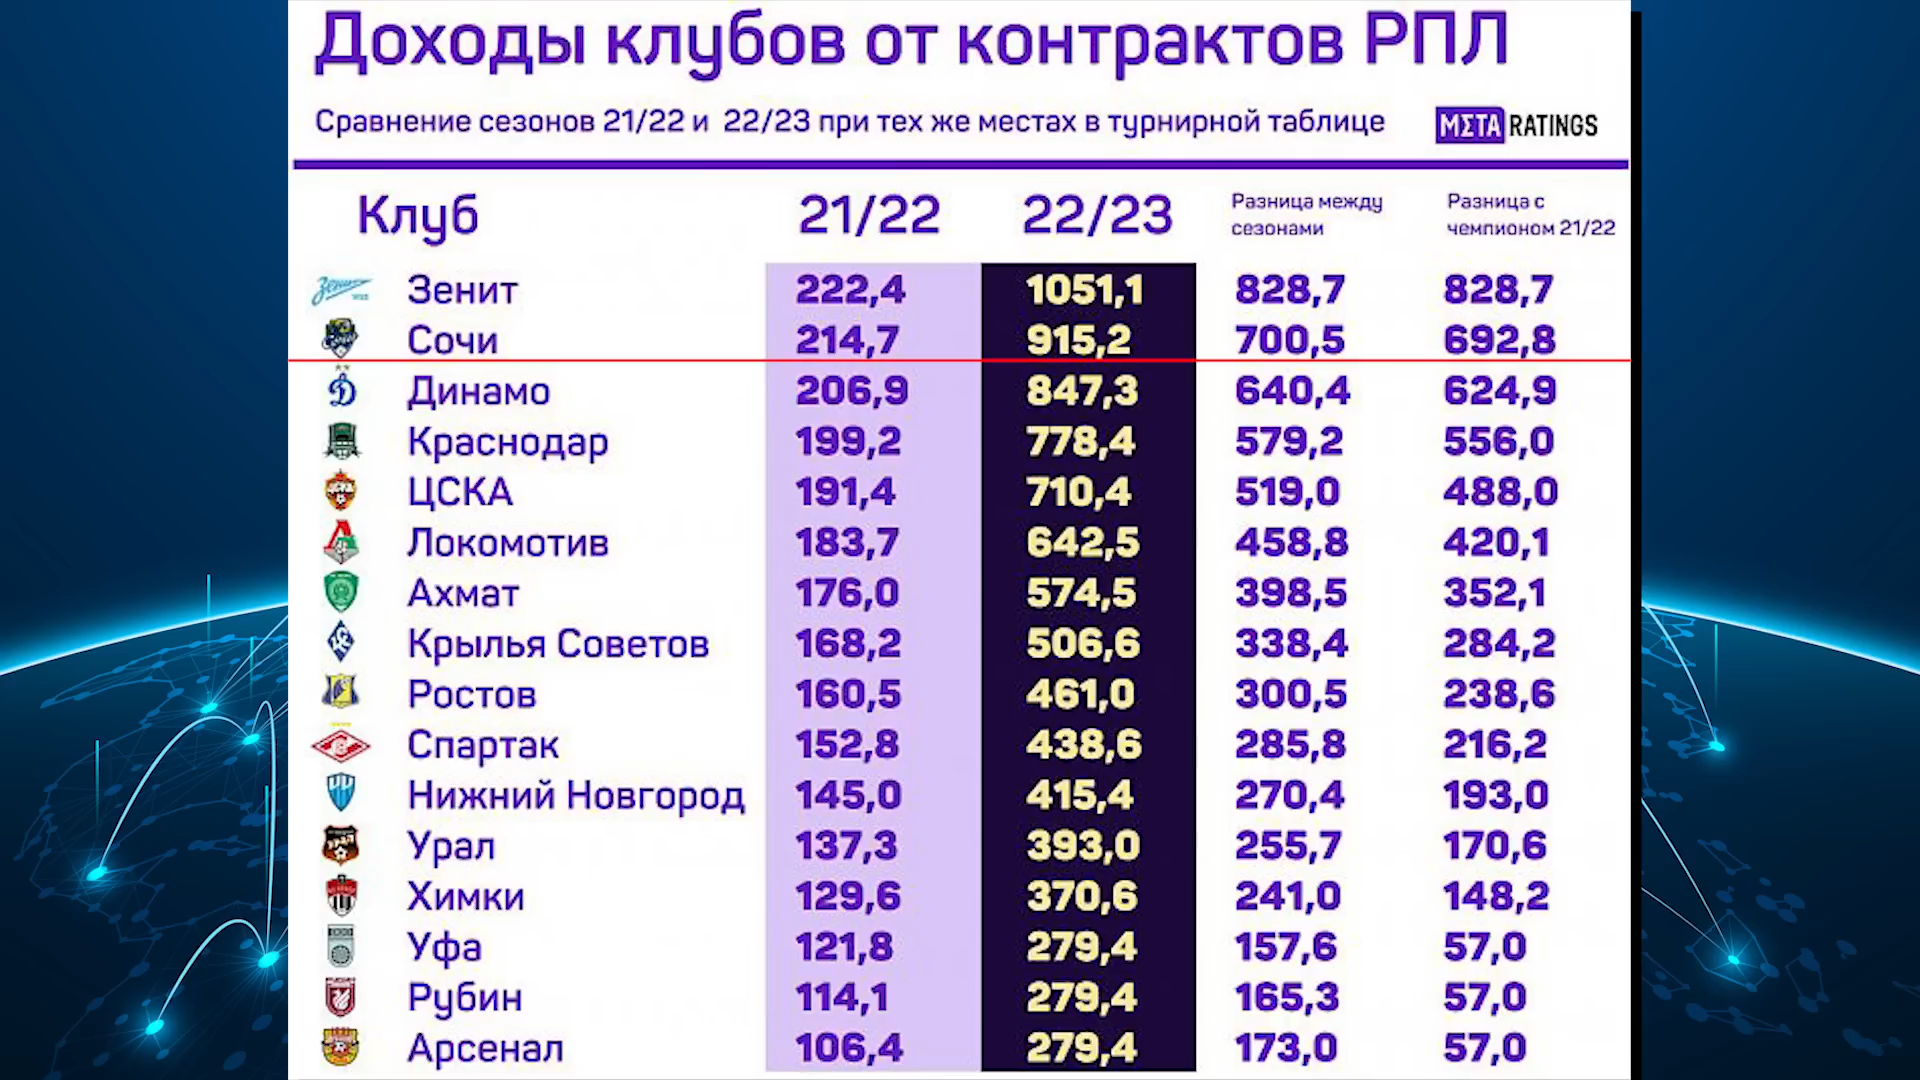 Доходы клубов от контрактов РПЛ
Сравнение сезонов 21/22 и 22/23 при тех же местах в турнирной таблице
META RATINGS
Клуб 21/22 22/23 Разница между сезонами Разница с чемпионом 21/22
Зенит 222,4 1051,1 828,7 828,7
Сочи 214,7 915,2 700,5 692,8
Динамо 206,9 847,3 640,4 624,9
Краснодар 199,2 778,4 579,2 556,0
ЦСКА 191,4 710,4 519,0 488,0
Локомотив 183,7 642,5 458,8 420,1
Ахмат 176,0 574,5 398,5 352,1
Крылья Советов 168,2 506,6 338,4 284,2
Ростов 160,5 461,0 300,5 238,6
Спартак 152,8 438,6 285,8 216,2
Нижний Новгород 145,0 415,4 270,4 193,0
Урал 137,3 393,0 255,7 170,6
Химки 129,6 370,6 241,0 148,2
Уфа 121,8 279,4 157,6 57,0
Рубин 114,1 279,4 165,3 57,0
Арсенал 106,4 279,4 173,0 57,0